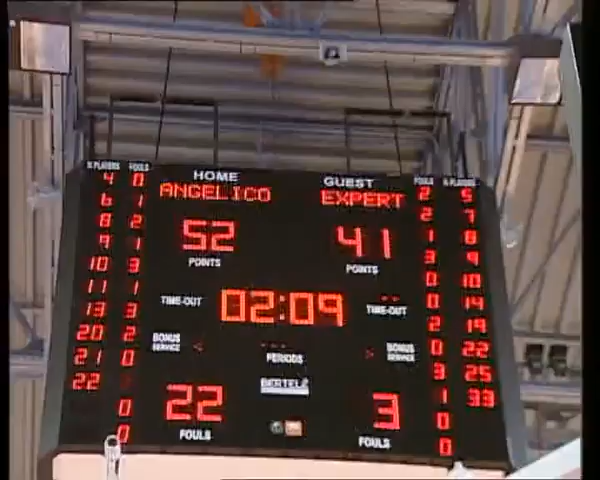 N.PLAYERS FOULS HOME GUEST FOULS N.PLAYERS
4 0 ANGELICO EXPERT 2 5
6 1 2 7
8 2 52 41 1 8
9 1 3 9
10 3 POINTS POINTS 0 10
11 1 0 14
13 3 TIME-OUT 02:09 TIME-OUT 2 19
20 2 BONUS SERVICE BONUS SERVICE 0 22
21 0 PERIODS 3 25
22 1 33
0 22 3 0
0 FOULS FOULS 0